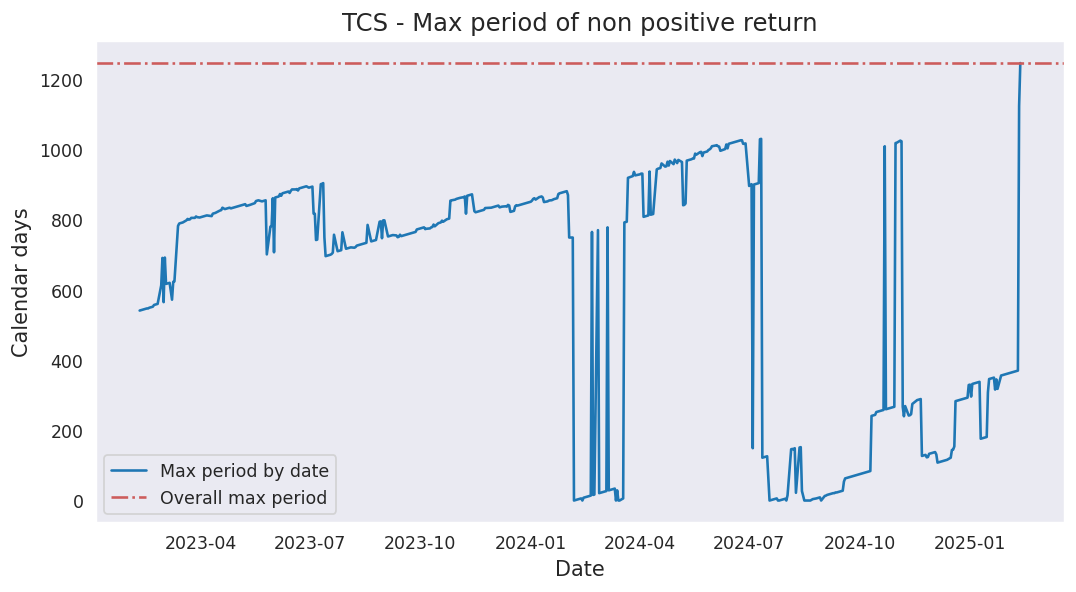 TCS - Max period of non positive return
Calendar days
1200
1000
800
600
400
200
0
Max period by date
Overall max period
2023-04 2023-07 2023-10 2024-01 2024-04 2024-07 2024-10 2025-01
Date